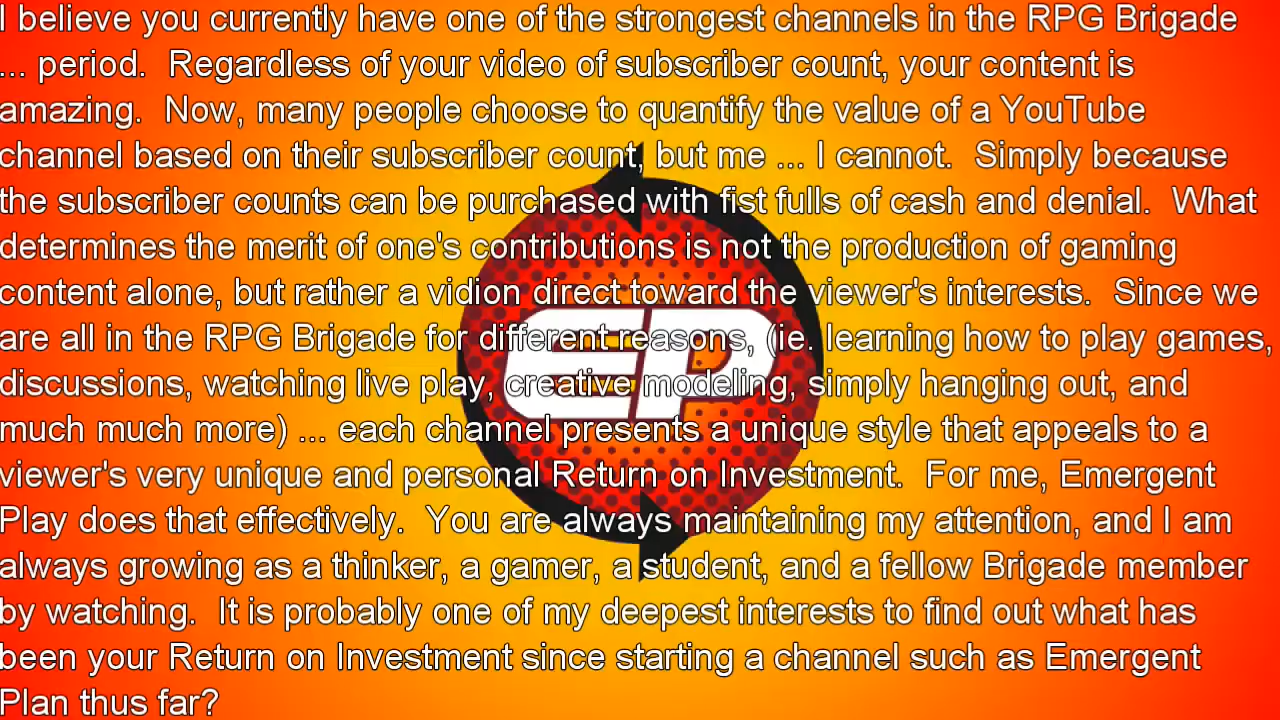 I believe you currently have one of the strongest channels in the RPG Brigade
... period.  Regardless of your video of subscriber count, your content is
amazing.  Now, many people choose to quantify the value of a YouTube
channel based on their subscriber count, but me ... I cannot.  Simply because
the subscriber counts can be purchased with fist fulls of cash and denial.  What
determines the merit of one's contributions is not the production of gaming
content alone, but rather a vidion direct toward the viewer's interests.  Since we
are all in the RPG Brigade for different reasons, (ie. learning how to play games,
discussions, watching live play, creative modeling, simply hanging out, and
much much more) ... each channel presents a unique style that appeals to a
viewer's very unique and personal Return on Investment.  For me, Emergent
Play does that effectively.  You are always maintaining my attention, and I am
always growing as a thinker, a gamer, a student, and a fellow Brigade member
by watching.  It is probably one of my deepest interests to find out what has
been your Return on Investment since starting a channel such as Emergent
Plan thus far?
EP